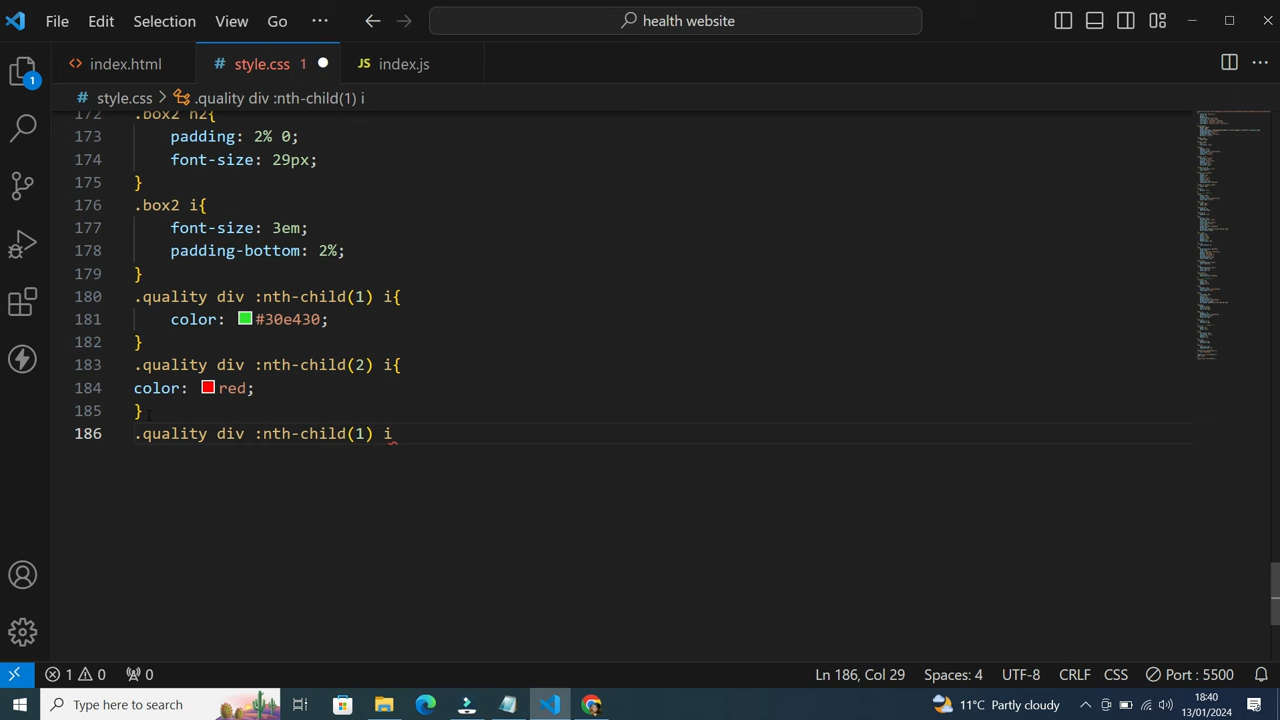 File Edit Selection View Go ··· health website
index.html # style.css 1 JS index.js
# style.css > .quality div :nth-child(1) i
172 .box2 h2{
173 padding: 2% 0;
174 font-size: 29px;
175 }
176 .box2 i{
177 font-size: 3em;
178 padding-bottom: 2%;
179 }
180 .quality div :nth-child(1) i{
181 color: #30e430;
182 }
183 .quality div :nth-child(2) i{
184 color: red;
185 }
186 .quality div :nth-child(1) i
1
1 0 0 Ln 186, Col 29 Spaces: 4 UTF-8 CRLF CSS Port : 5500
Type here to search 11°C Partly cloudy 18:40
13/01/2024